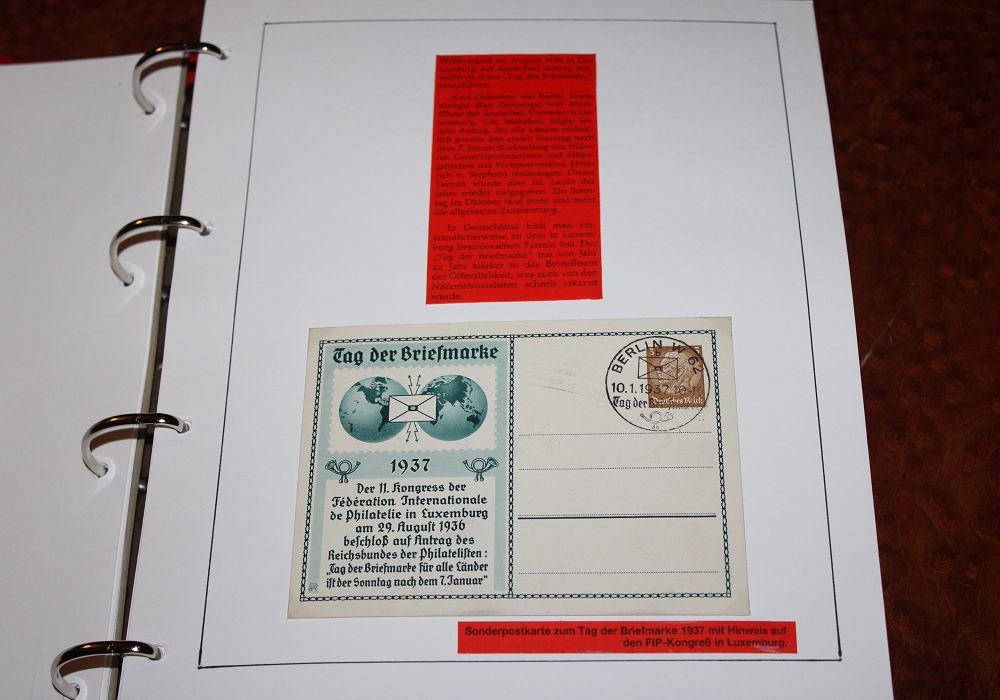 Weltkongreß im August 1936 in Lu-
xemburg auf deutschen Antrag hin,
weltweit einen „Tag der Briefmarke"
einzuführen.
Kurt Dahmann aus Berlin, heute
rüstiger 80er Zeitzeuge, war Wort-
führer der deutschen Vertreter in Lu-
xemburg. Die Mehrheit folgte sei-
nem Antrag, für alle Länder einheit-
lich jeweils den ersten Sonntag nach
dem 7. Januar (Geburtstag des frühe-
ren Generalpostmeisters und Mitbe-
gründers des Weltpostvereins, Hein-
rich v. Stephan) festzulegen. Dieser
Termin wurde aber im Laufe der
Jahre wieder aufgegeben. Ein Sonn-
tag im Oktober fand mehr und mehr
die allgemeine Zustimmung.
In Deutschland hielt man ver-
ständlicherweise an dem in Luxem-
burg beschlossenen Termin fest. Der
„Tag der Briefmarke" trat von Jahr
zu Jahr stärker in das Bewußtsein
der Öffentlichkeit, was auch von den
Nationalsozialisten schnell erkannt
wurde.
Tag der Briefmarke
1937
Der 11. Kongress der
Fédération Internationale
de Philatelie in Luxemburg
am 29. August 1936
beschloß auf Antrag des
Reichsbundes der Philatelisten:
„Tag der Briefmarke für alle Länder
ist der Sonntag nach dem 7. Januar"
BERLIN W 62
10.1.1937
Tag der
Deutsches Reich
Sonderpostkarte zum Tag der Briefmarke 1937 mit Hinweis auf
den FIP-Kongreß in Luxemburg.